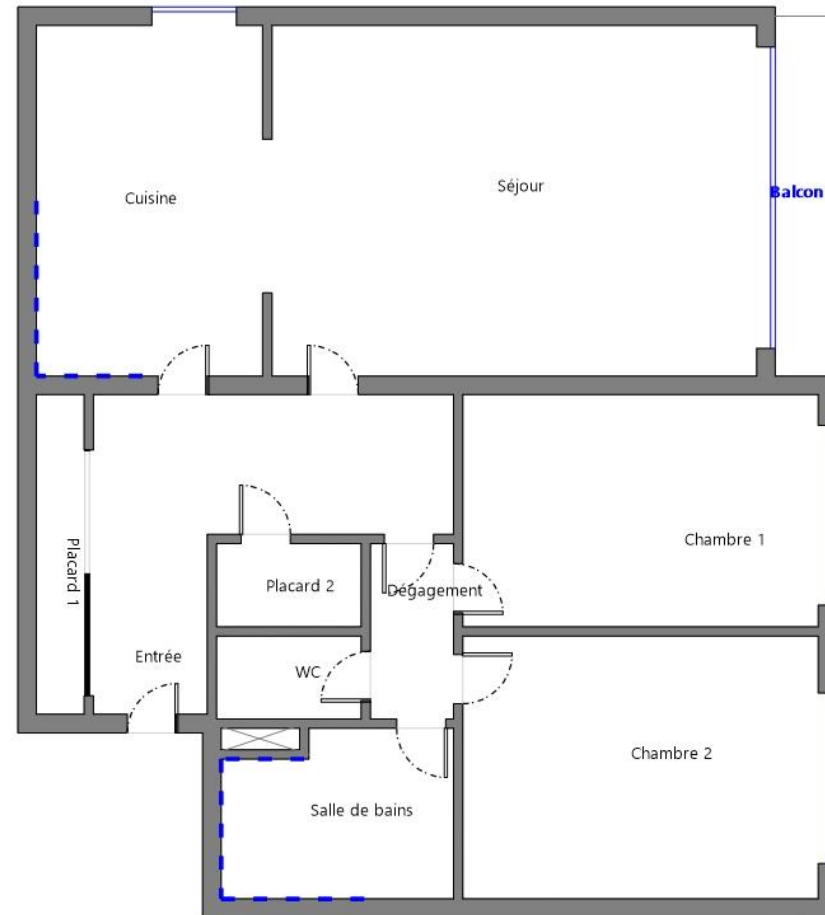 Cuisine
Séjour
Balcon
Placard 1
Chambre 1
Placard 2
Dégagement
Entrée
WC
Chambre 2
Salle de bains